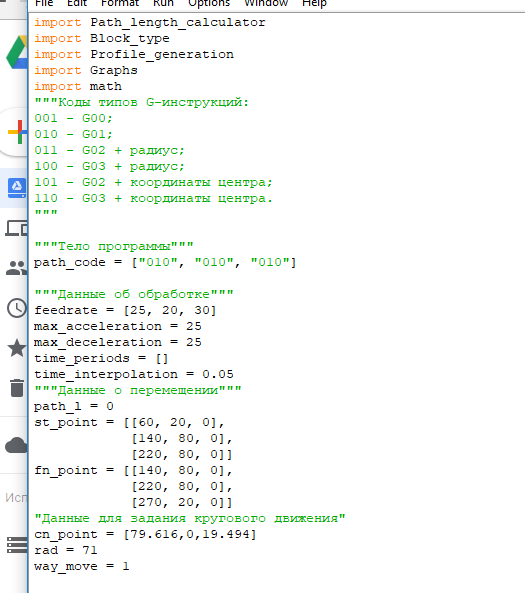 File Edit Format Run Options Window Help
import Path_length_calculator
import Block_type
import Profile_generation
import Graphs
import math
"""Коды типов G-инструкций:
001 - G00;
010 - G01;
011 - G02 + радиус;
100 - G03 + радиус;
101 - G02 + координаты центра;
110 - G03 + координаты центра.
"""
"""Тело программы"""
path_code = ["010", "010", "010"]
"""Данные об обработке"""
feedrate = [25, 20, 30]
max_acceleration = 25
max_deceleration = 25
time_periods = []
time_interpolation = 0.05
"""Данные о перемещении"""
path_l = 0
st_point = [[60, 20, 0],
[140, 80, 0],
[220, 80, 0]]
fn_point = [[140, 80, 0],
[220, 80, 0],
[270, 20, 0]]
"Данные для задания кругового движения"
cn_point = [79.616,0,19.494]
rad = 71
way_move = 1
Исп